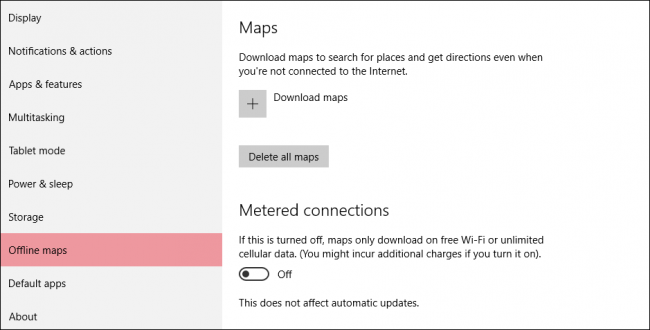 Display
Notifications & actions
Apps & features
Multitasking
Tablet mode
Power & sleep
Storage
Offline maps
Default apps
About
Maps
Download maps to search for places and get directions even when
you're not connected to the Internet.
Download maps
Delete all maps
Metered connections
If this is turned off, maps only download on free Wi-Fi or unlimited
cellular data. (You might incur additional charges if you turn it on).
Off
This does not affect automatic updates.